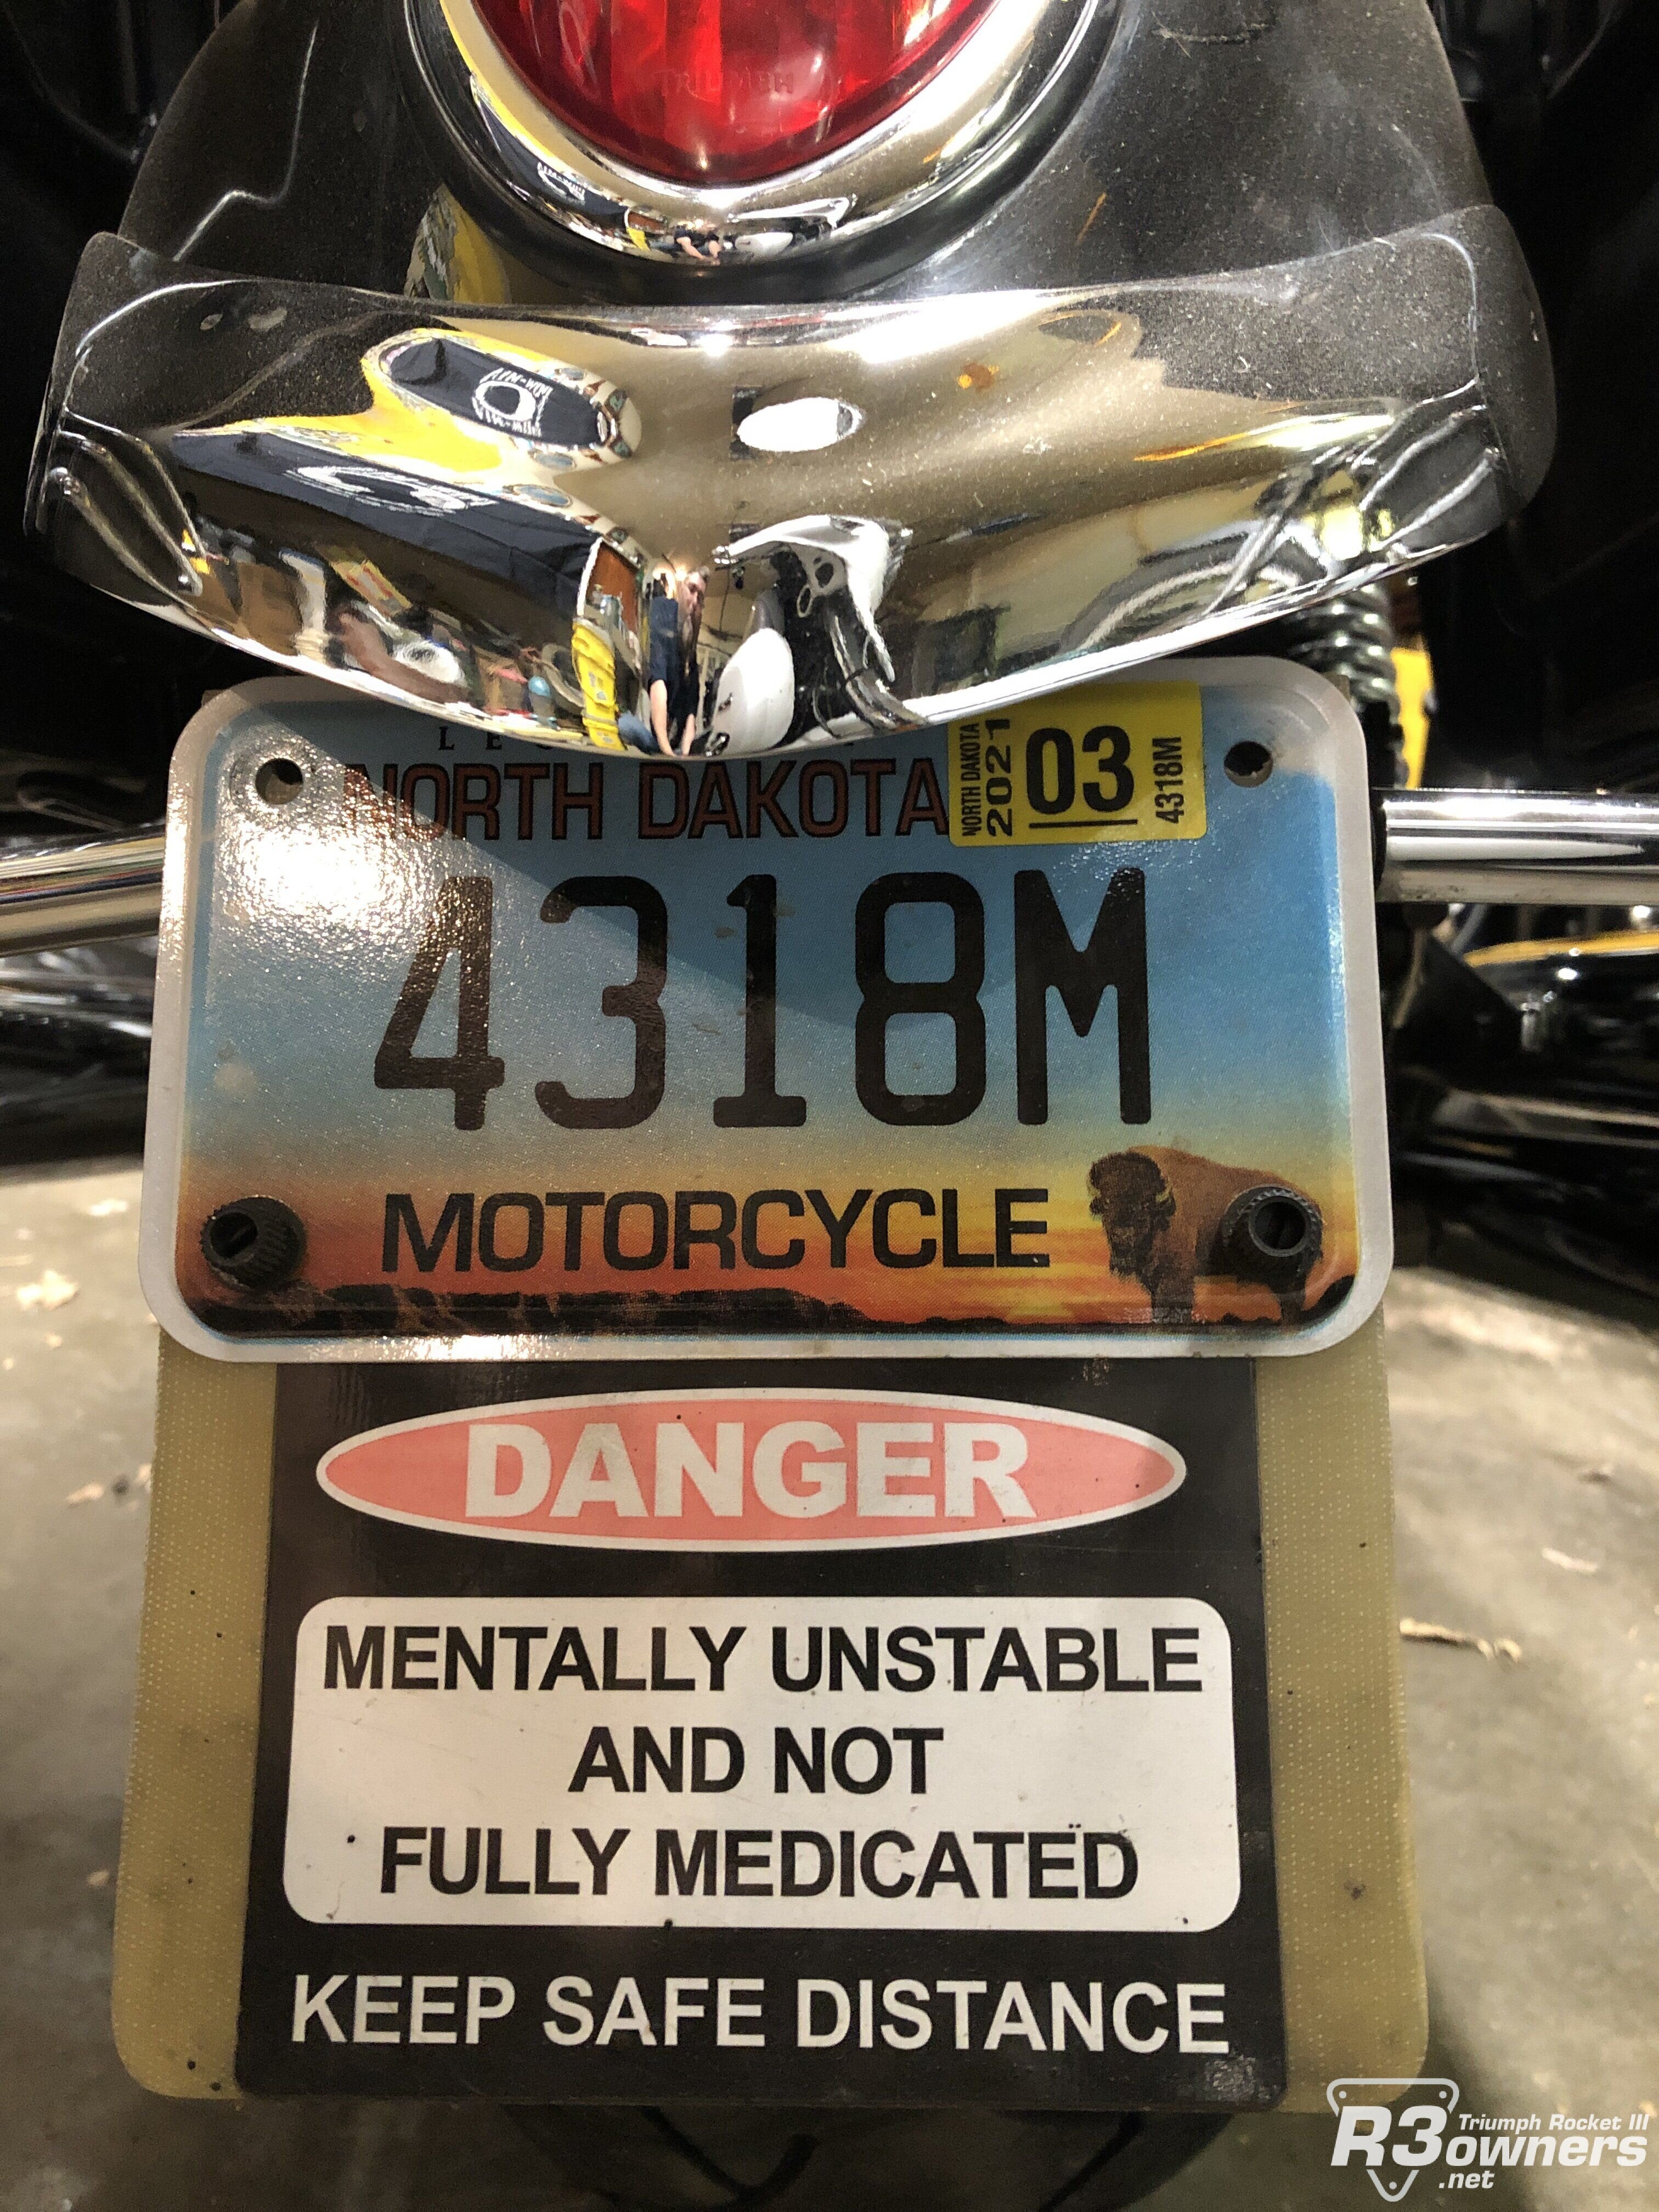 TRIUMPH
NORTH DAKOTA
NORTH DAKOTA
2021
03
4318M
4318M
MOTORCYCLE
DANGER
MENTALLY UNSTABLE
AND NOT
FULLY MEDICATED
KEEP SAFE DISTANCE
R3owners
Triumph Rocket III
.net